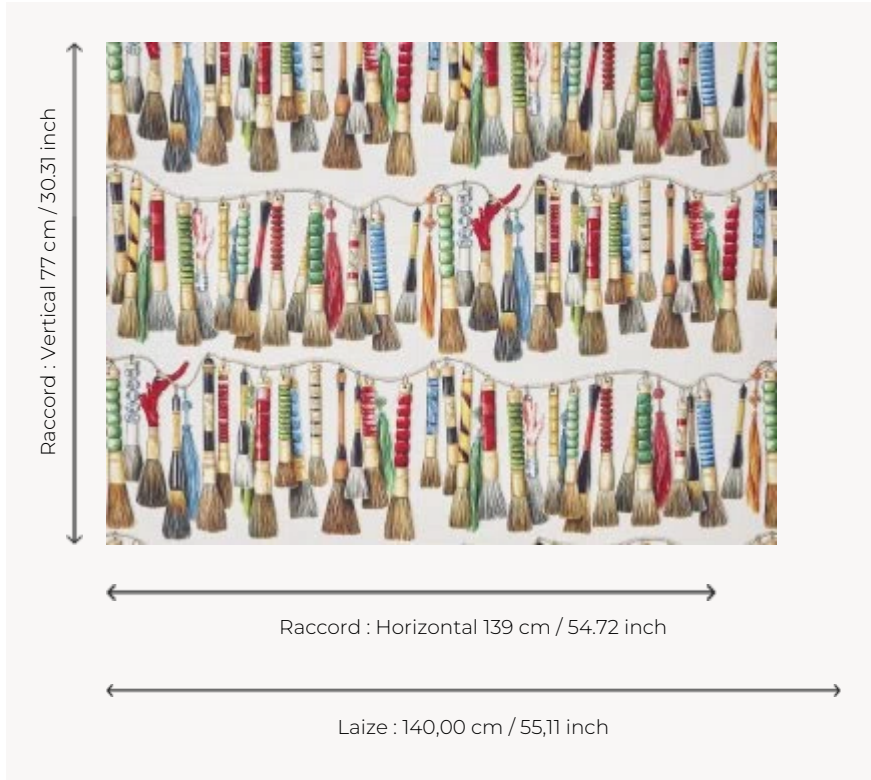 Raccord : Vertical 77 cm / 30.31 inch
Raccord : Horizontal 139 cm / 54.72 inch
Laize : 140,00 cm / 55,11 inch